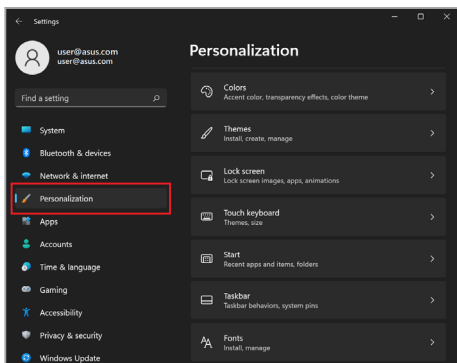 Settings
user@asus.com
user@asus.com
Find a setting
System
Bluetooth & devices
Network & internet
Personalization
Apps
Accounts
Time & language
Gaming
Accessibility
Privacy & security
Windows Update
Personalization
Colors
Accent color, transparency effects, color theme
Themes
Install, create, manage
Lock screen
Lock screen images, apps, animations
Touch keyboard
Themes, size
Start
Recent apps and items, folders
Taskbar
Taskbar behaviors, system pins
Fonts
Install, manage